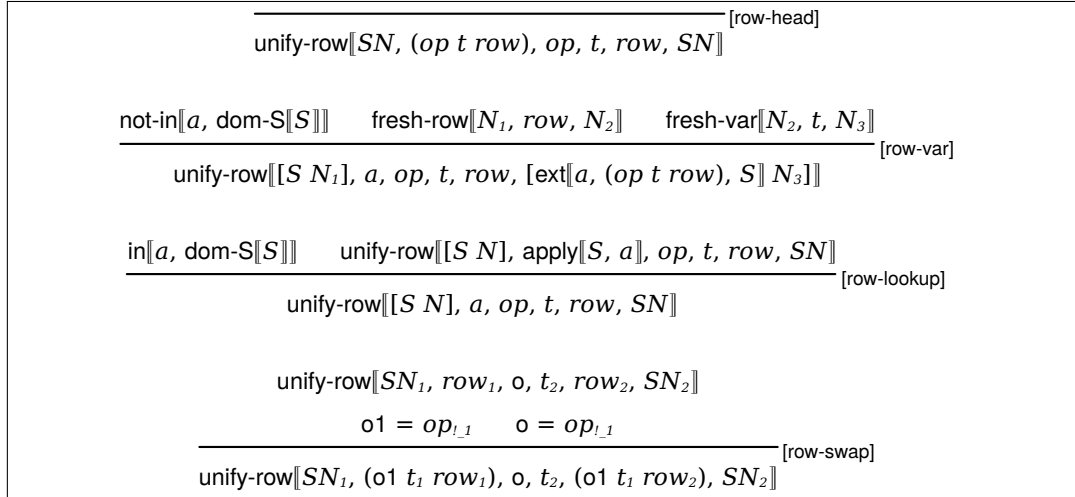 [row-head]
unify-row⟦SN, (op t row), op, t, row, SN⟧
not-in⟦a, dom-S⟦S⟧⟧ fresh-row⟦N₁, row, N₂⟧ fresh-var⟦N₂, t, N₃⟧
[row-var]
unify-row⟦[S N₁], a, op, t, row, [ext⟦a, (op t row), S⟧ N₃]⟧
in⟦a, dom-S⟦S⟧⟧ unify-row⟦[S N], apply⟦S, a⟧, op, t, row, SN⟧
[row-lookup]
unify-row⟦[S N], a, op, t, row, SN⟧
unify-row⟦SN₁, row₁, o, t₂, row₂, SN₂⟧
o1 = op!_1 o = op!_1
[row-swap]
unify-row⟦SN₁, (o1 t₁ row₁), o, t₂, (o1 t₁ row₂), SN₂⟧